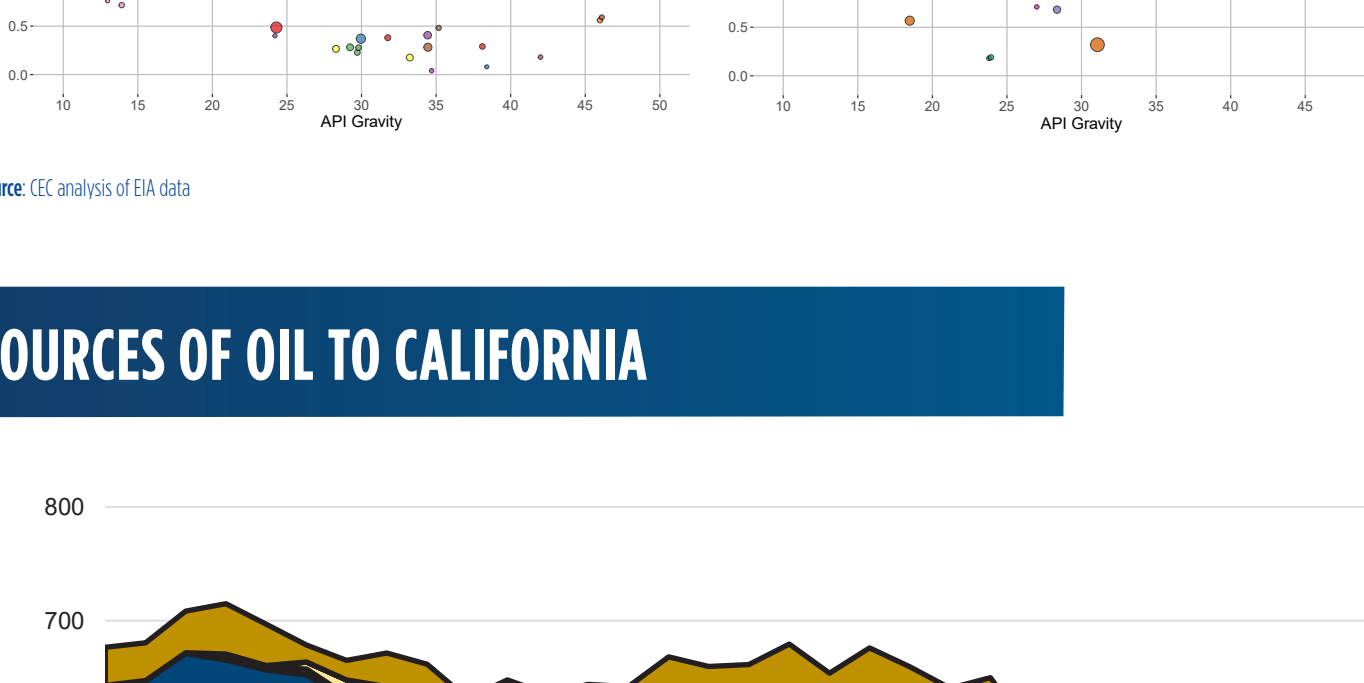 0.5
0.0
10 15 20 25 30 35 40 45 50
API Gravity
0.5
0.0
10 15 20 25 30 35 40 45
API Gravity
urce: CEC analysis of EIA data
OURCES OF OIL TO CALIFORNIA
800
700